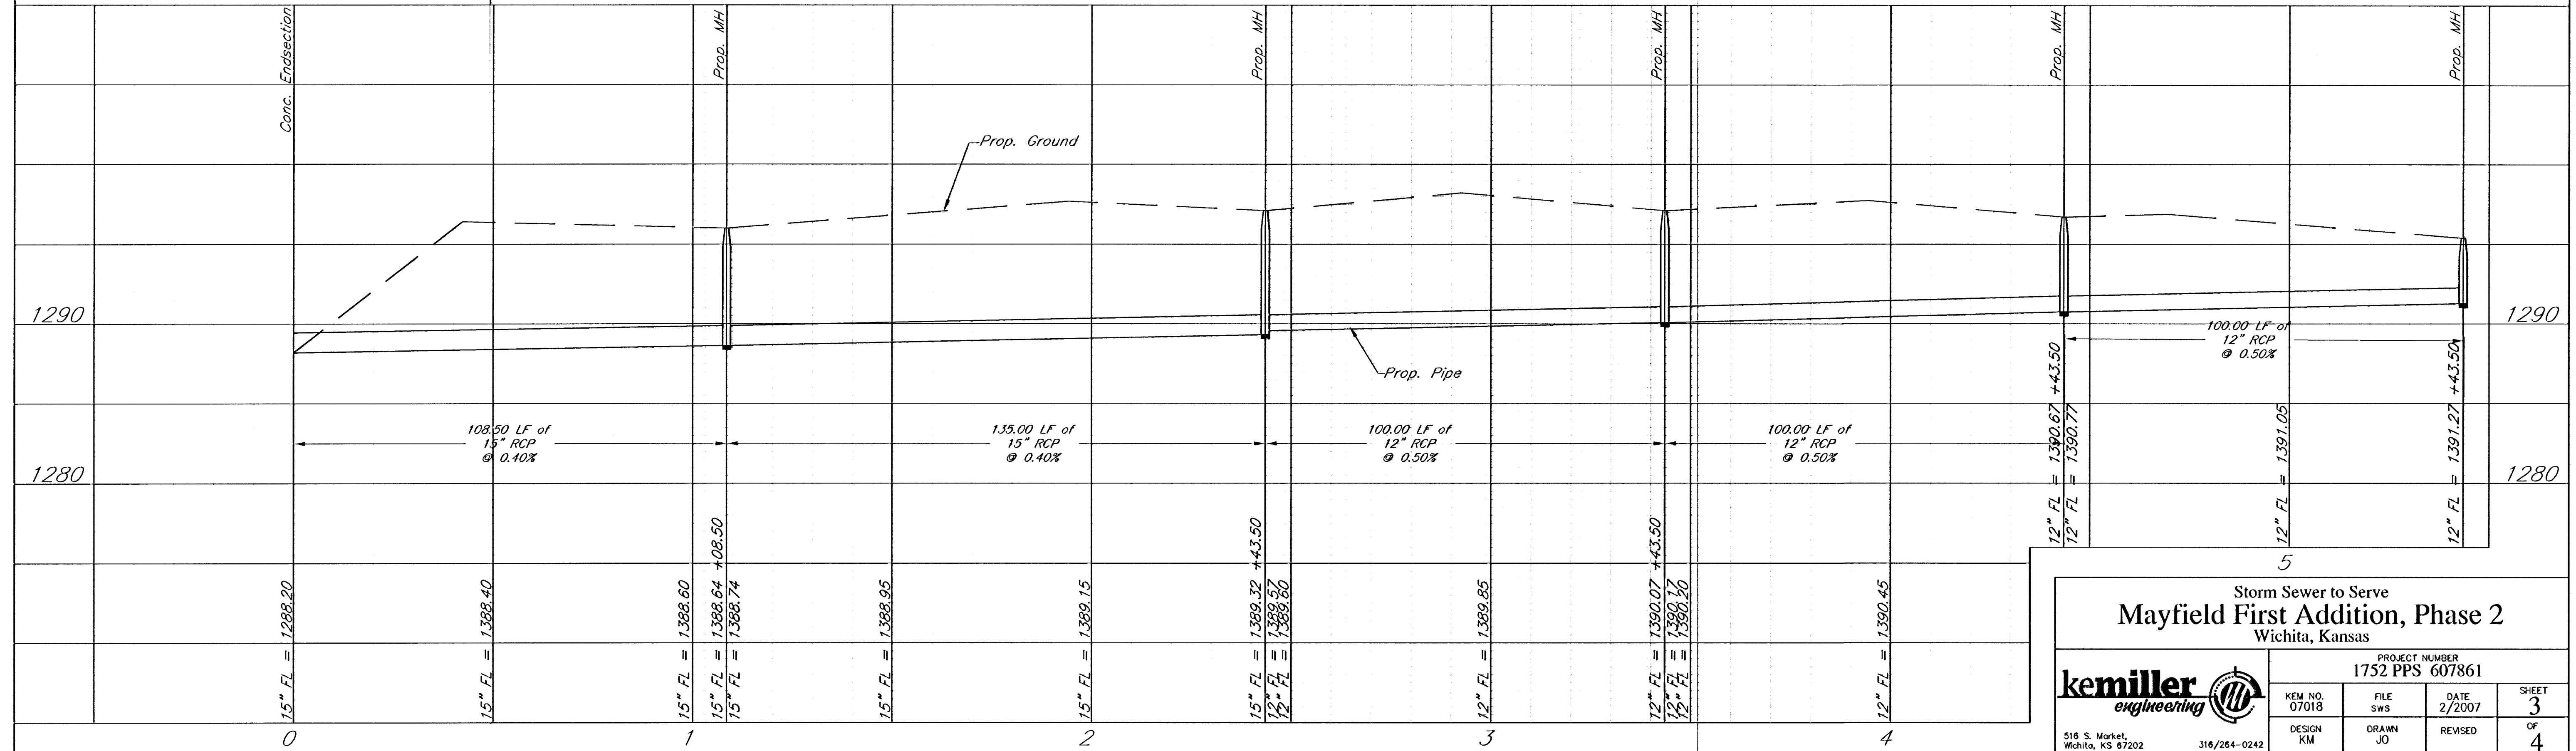 Conc. Endsection
Prop. MH
Prop. MH
Prop. MH
Prop. MH
Prop. MH
Prop. Ground
1290
1290
Prop. Pipe
100.00 LF of
12" RCP
@ 0.50%
108.50 LF of
15" RCP
@ 0.40%
135.00 LF of
15" RCP
@ 0.40%
100.00 LF of
12" RCP
@ 0.50%
100.00 LF of
12" RCP
@ 0.50%
1280
1280
15" FL = 1288.20
15" FL = 1388.40
15" FL = 1388.60
15" FL = 1388.64 +08.50
15" FL = 1388.74
15" FL = 1388.95
15" FL = 1389.15
15" FL = 1389.32 +43.50
12" FL = 1389.57
12" FL = 1389.60
12" FL = 1389.85
12" FL = 1390.07 +43.50
12" FL = 1390.17
12" FL = 1390.20
12" FL = 1390.45
12" FL = 1390.67 +43.50
12" FL = 1390.77
12" FL = 1391.05
12" FL = 1391.27 +43.50
0
1
2
3
4
5
Storm Sewer to Serve
Mayfield First Addition, Phase 2
Wichita, Kansas
kemiller
engineering
516 S. Market,
Wichita, KS 67202
316/264-0242
PROJECT NUMBER
1752 PPS 607861
KEM NO.
07018
FILE
SWS
DATE
2/2007
SHEET
3
OF
4
DESIGN
KM
DRAWN
JO
REVISED